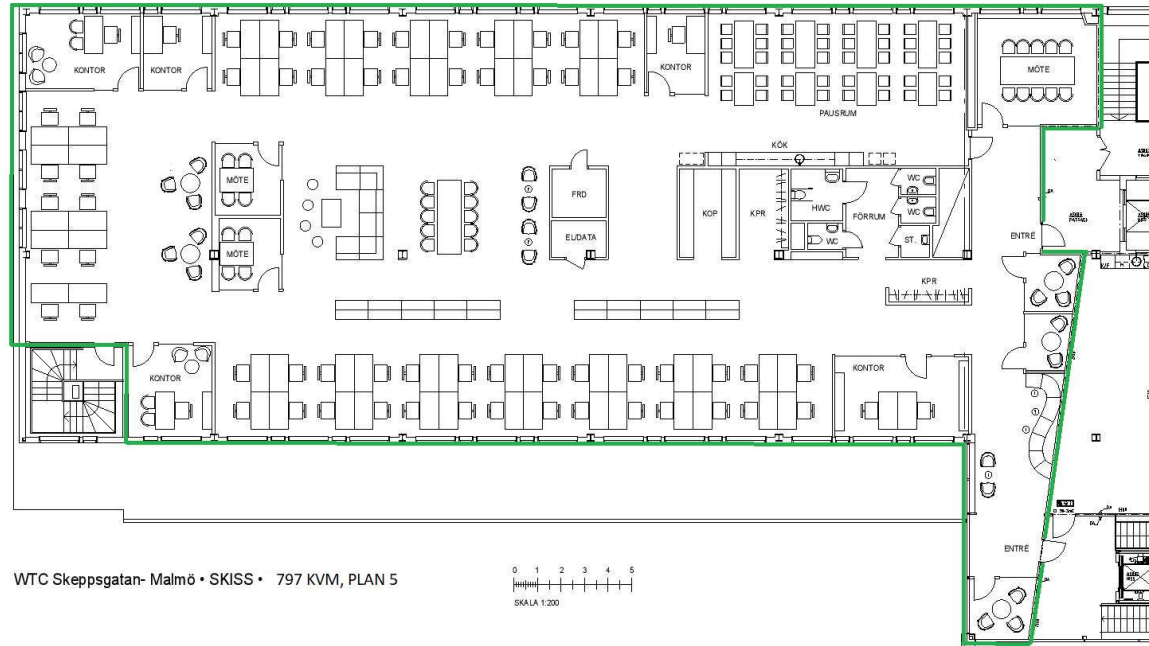 KONTOR
KONTOR
KONTOR
MÖTE
PAUSRUM
KÖK
MÖTE
FRD
KOP
KPR
HWC
FÖRRUM
WC
WC
MÖTE
EL/DATA
WC
ST.
ENTRÉ
KPR
KONTOR
KONTOR
ENTRÉ
WTC Skeppsgatan- Malmö • SKISS • 797 KVM, PLAN 5
0 1 2 3 4 5
SKALA 1:200